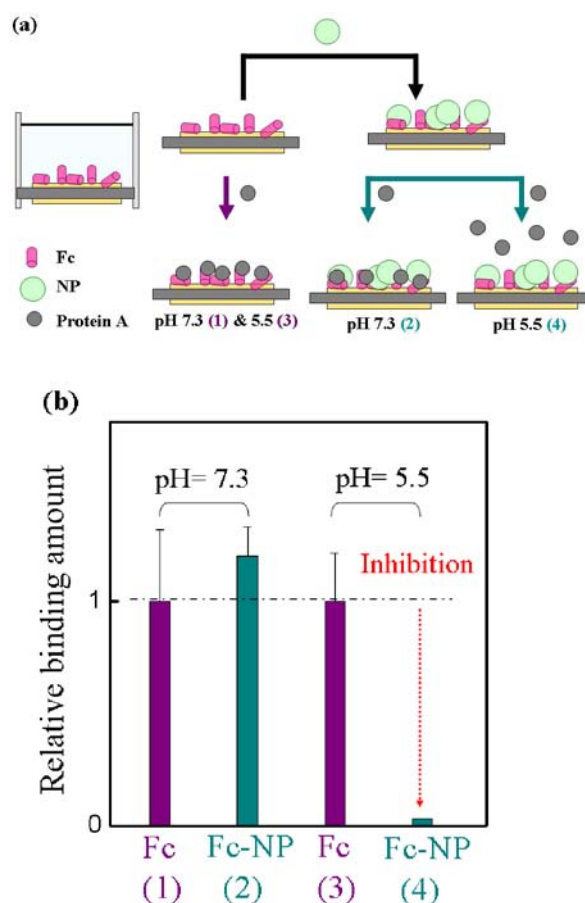 (a)
Fc
NP
Protein A
pH 7.3 (1) & 5.5 (3)
pH 7.3 (2)
pH 5.5 (4)
(b)
Relative binding amount
pH= 7.3
pH= 5.5
Inhibition
1
0
Fc
Fc-NP
Fc
Fc-NP
(1)
(2)
(3)
(4)